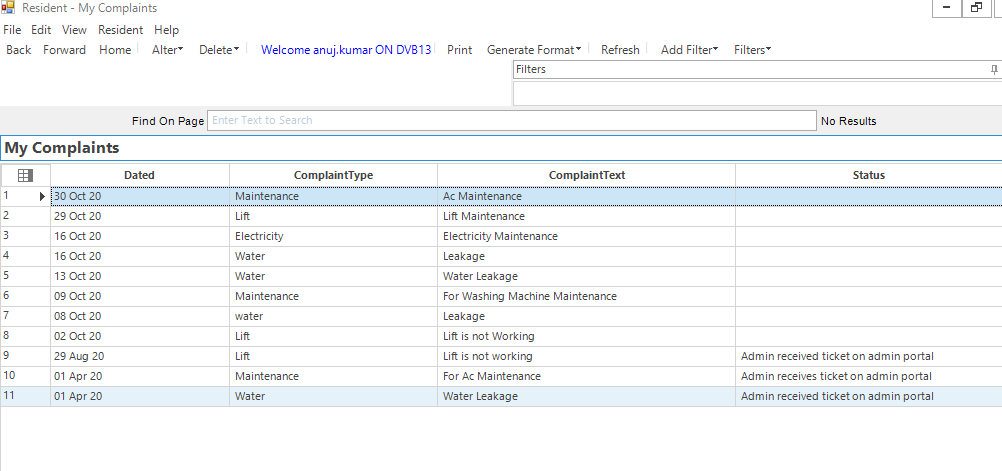 Resident - My Complaints
File Edit View Resident Help
Back Forward Home Alter Delete Welcome anuj.kumar ON DVB13 Print Generate Format Refresh Add Filter Filters
Filters
Find On Page Enter Text to Search No Results
My Complaints
Dated ComplaintType ComplaintText Status
1 30 Oct 20 Maintenance Ac Maintenance
2 29 Oct 20 Lift Lift Maintenance
3 16 Oct 20 Electricity Electricity Maintenance
4 16 Oct 20 Water Leakage
5 13 Oct 20 Water Water Leakage
6 09 Oct 20 Maintenance For Washing Machine Maintenance
7 08 Oct 20 water Leakage
8 02 Oct 20 Lift Lift is not Working
9 29 Aug 20 Lift Lift is not working Admin received ticket on admin portal
10 01 Apr 20 Maintenance For Ac Maintenance Admin receives ticket on admin portal
11 01 Apr 20 Water Water Leakage Admin received ticket on admin portal